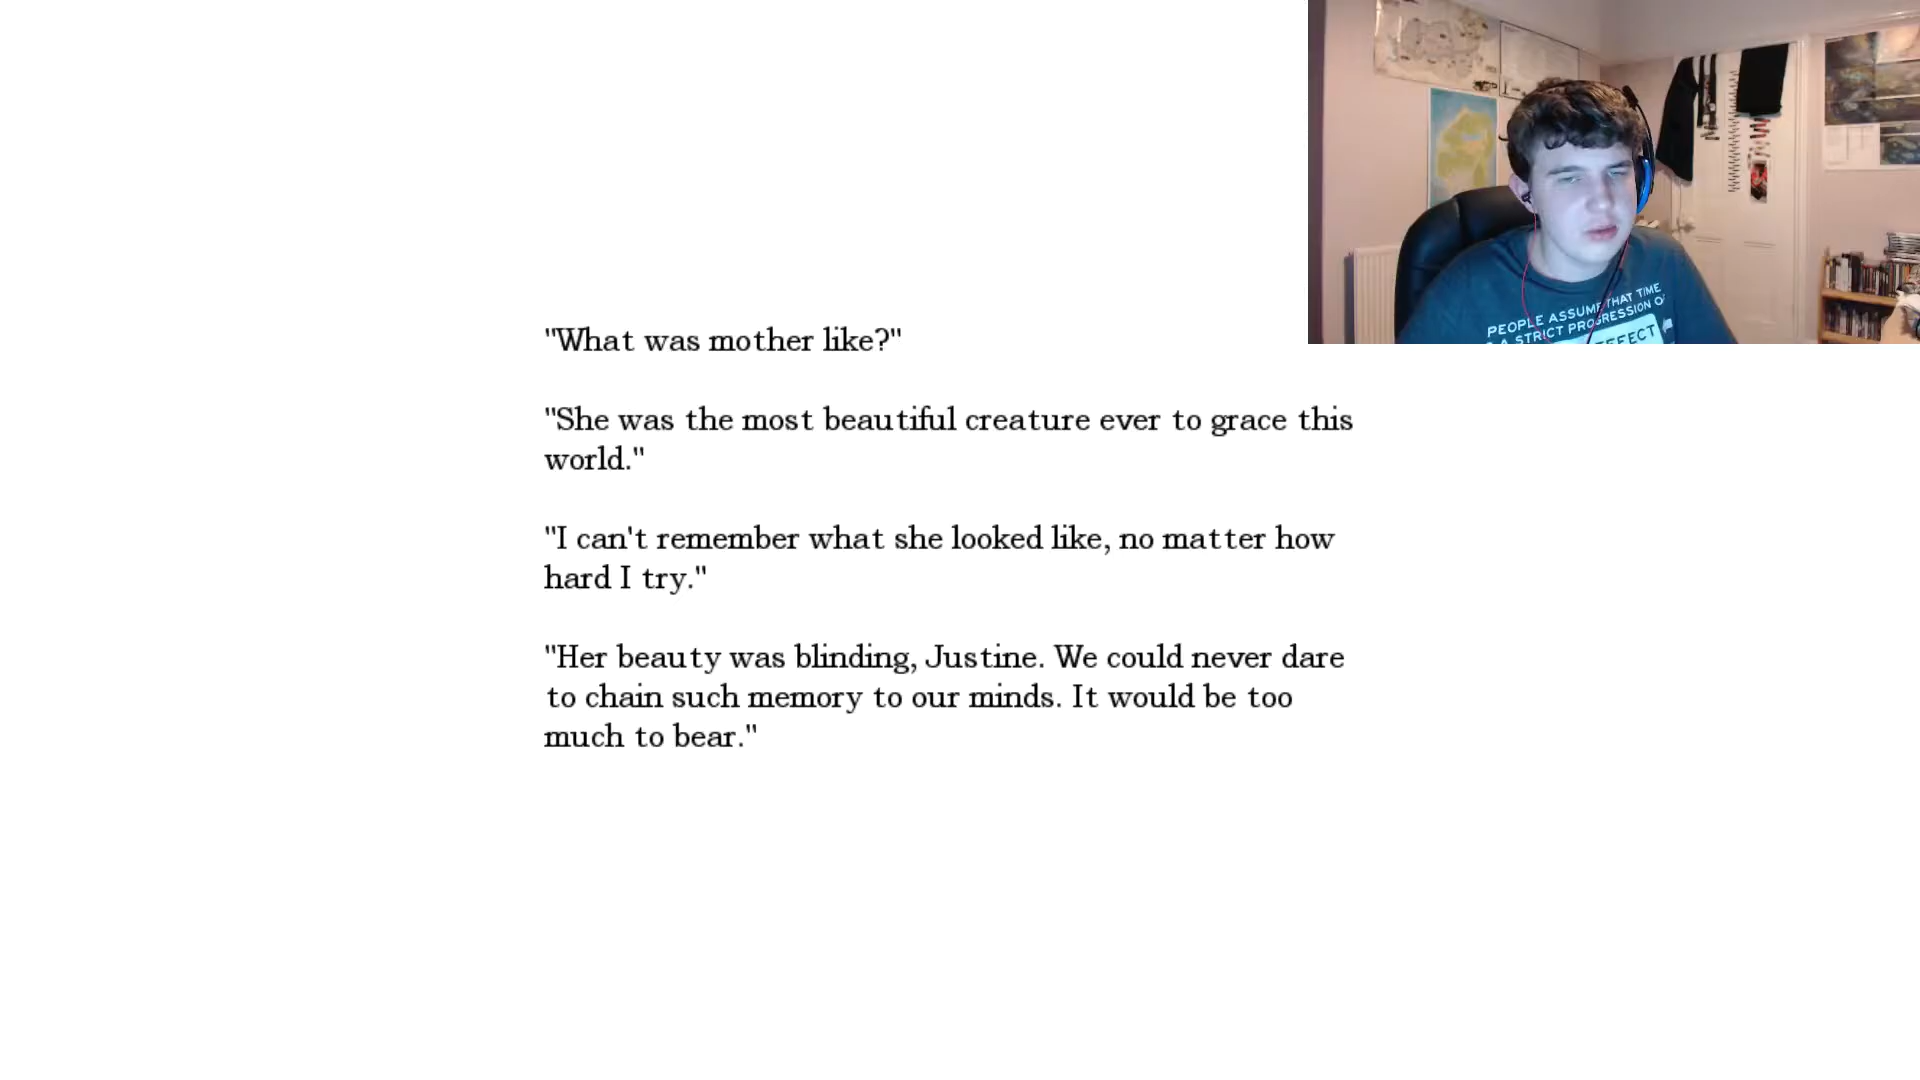 "What was mother like?"
"She was the most beautiful creature ever to grace this
world."
"I can't remember what she looked like, no matter how
hard I try."
"Her beauty was blinding, Justine. We could never dare
to chain such memory to our minds. It would be too
much to bear."
PEOPLE ASSUME THAT TIME
A STRICT PROGRESSION OF
EFFECT